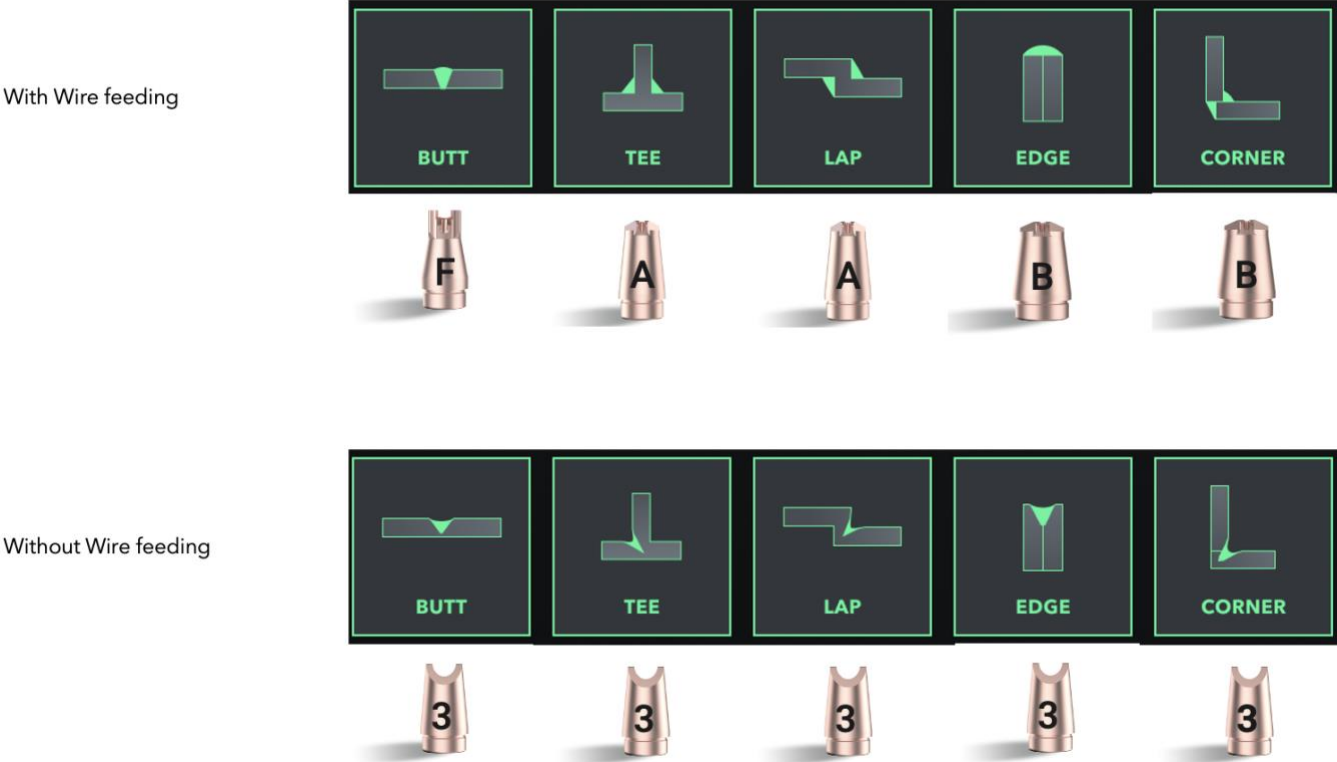 With Wire feeding
BUTT
TEE
LAP
EDGE
CORNER
F
A
A
B
B
Without Wire feeding
BUTT
TEE
LAP
EDGE
CORNER
3
3
3
3
3